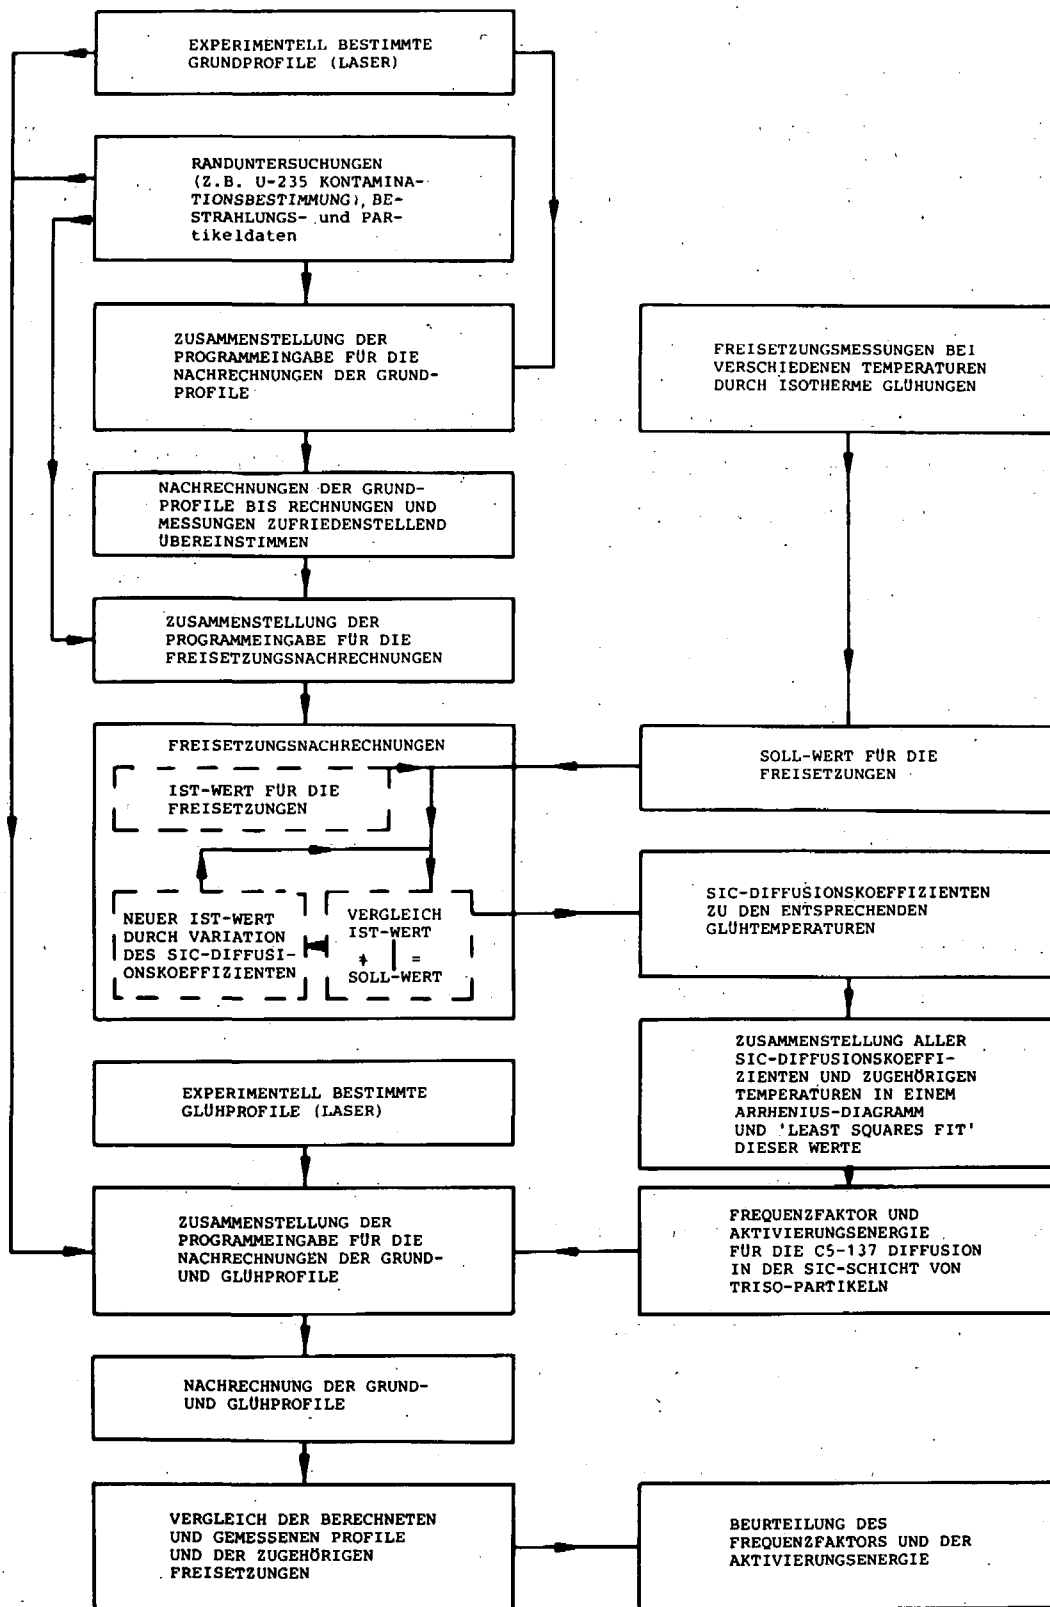 EXPERIMENTELL BESTIMMTE
GRUNDPROFILE (LASER)
RANDUNTERSUCHUNGEN
(Z.B. U-235 KONTAMINA-
TIONSBESTIMMUNG), BE-
STRAHLUNGS- und PAR-
tikeldaten
ZUSAMMENSTELLUNG DER
PROGRAMMEINGABE FÜR DIE
NACHRECHNUNGEN DER GRUND-
PROFILE
FREISETZUNGSMESSUNGEN BEI
VERSCHIEDENEN TEMPERATUREN
DURCH ISOTHERME GLÜHUNGEN
NACHRECHNUNGEN DER GRUND-
PROFILE BIS RECHNUNGEN UND
MESSUNGEN ZUFRIEDENSTELLEND
ÜBEREINSTIMMEN
ZUSAMMENSTELLUNG DER
PROGRAMMEINGABE FÜR DIE
FREISETZUNGSNACHRECHNUNGEN
FREISETZUNGSNACHRECHNUNGEN
IST-WERT FÜR DIE
FREISETZUNGEN
SOLL-WERT FÜR DIE
FREISETZUNGEN
NEUER IST-WERT
DURCH VARIATION
DES SIC-DIFFUSI-
ONSKOEFFIZIENTEN
VERGLEICH
IST-WERT
≠ | =
SOLL-WERT
SIC-DIFFUSIONSKOEFFIZIENTEN
ZU DEN ENTSPRECHENDEN
GLÜHTEMPERATUREN
ZUSAMMENSTELLUNG ALLER
SIC-DIFFUSIONSKOEFFI-
ZIENTEN UND ZUGEHÖRIGEN
TEMPERATUREN IN EINEM
ARRHENIUS-DIAGRAMM
UND 'LEAST SQUARES FIT'
DIESER WERTE
EXPERIMENTELL BESTIMMTE
GLÜHPROFILE (LASER)
ZUSAMMENSTELLUNG DER
PROGRAMMEINGABE FÜR DIE
NACHRECHNUNGEN DER GRUND-
UND GLÜHPROFILE
FREQUENZFAKTOR UND
AKTIVIERUNGSENERGIE
FÜR DIE CS-137 DIFFUSION
IN DER SIC-SCHICHT VON
TRISO-PARTIKELN
NACHRECHNUNG DER GRUND-
UND GLÜHPROFILE
VERGLEICH DER BERECHNETEN
UND GEMESSENEN PROFILE
UND DER ZUGEHÖRIGEN
FREISETZUNGEN
BEURTEILUNG DES
FREQUENZFAKTORS UND DER
AKTIVIERUNGSENERGIE